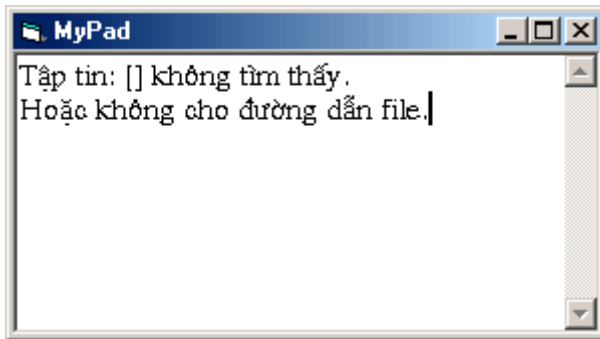 MyPad
Tập tin: [] không tìm thấy.
Hoặc không cho đường dẫn file.